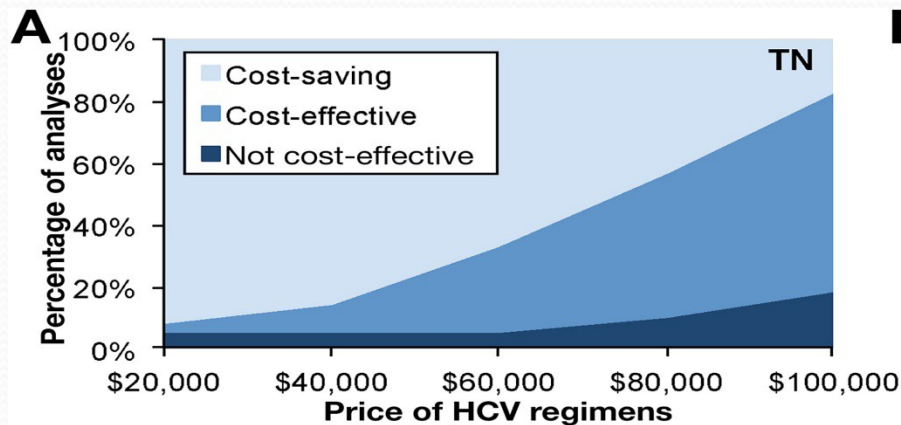 A
Percentage of analyses
100%
80%
60%
40%
20%
0%
Cost-saving
Cost-effective
Not cost-effective
TN
$20,000
$40,000
$60,000
$80,000
$100,000
Price of HCV regimens